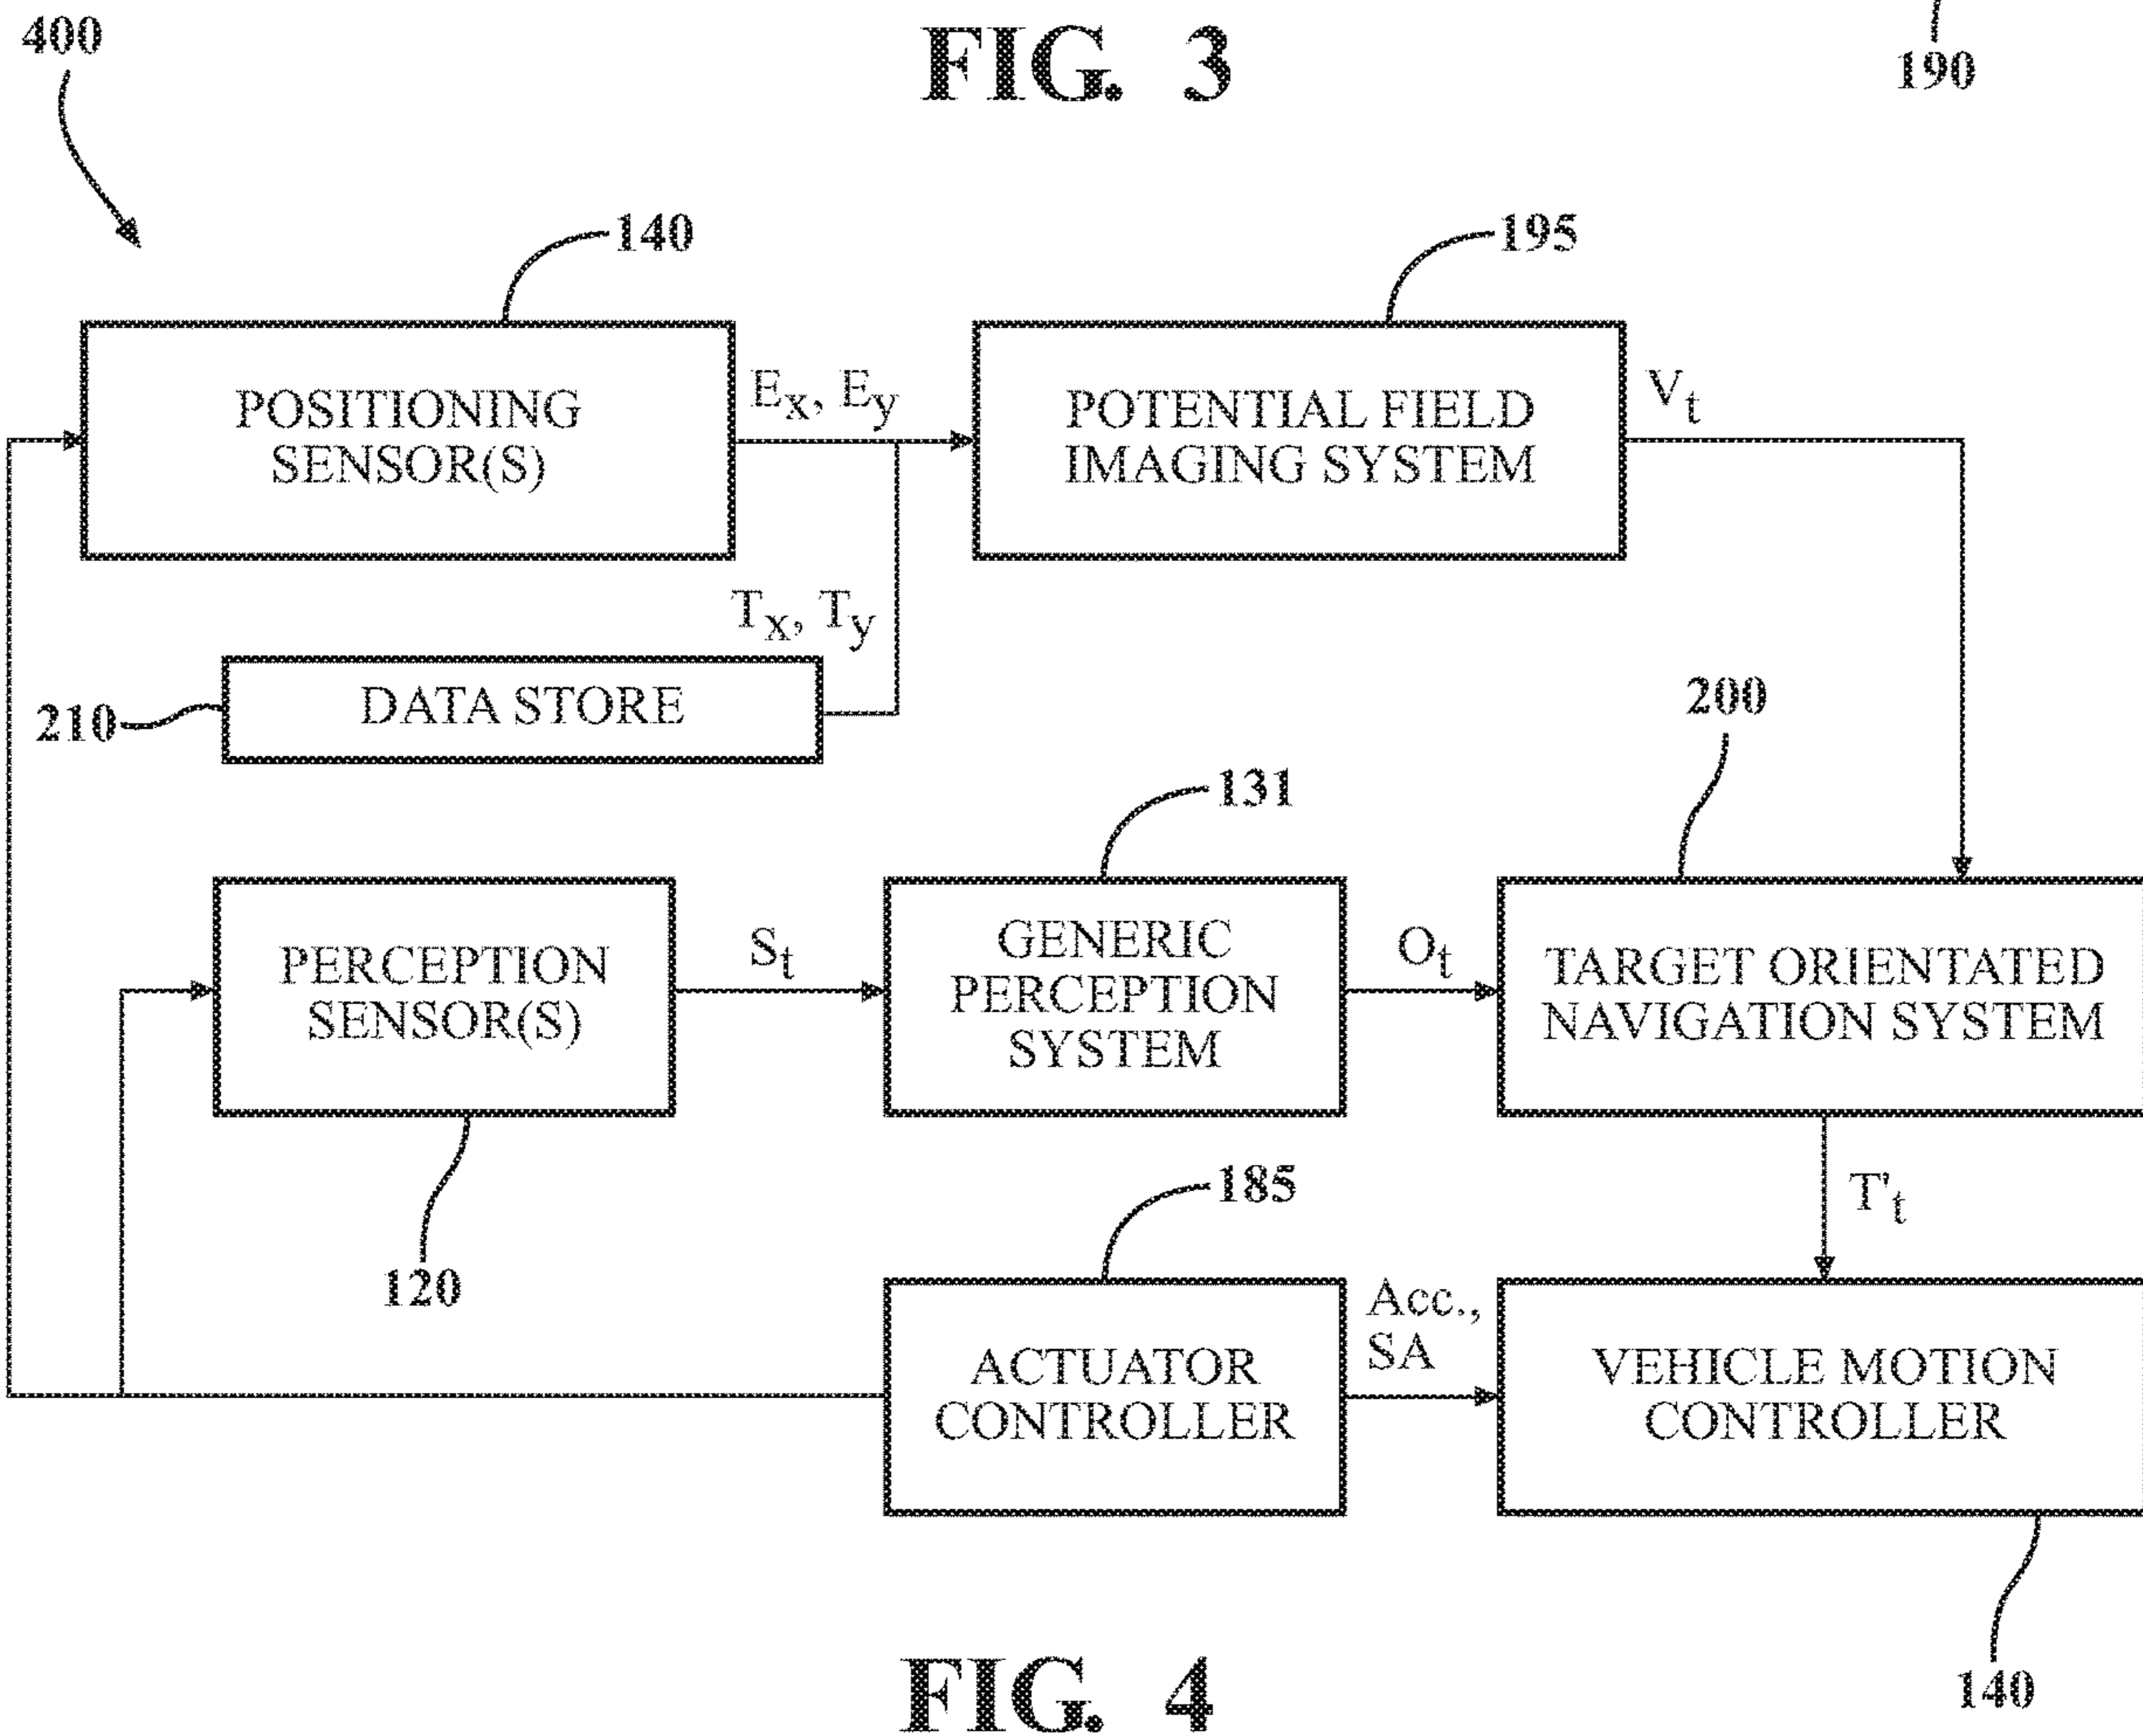 400
FIG. 3
190
140
195
POSITIONING
SENSOR(S)
Ex, Ey
POTENTIAL FIELD
IMAGING SYSTEM
Vt
Tx, Ty
DATA STORE
210
200
131
PERCEPTION
SENSOR(S)
St
GENERIC
PERCEPTION
SYSTEM
Ot
TARGET ORIENTATED
NAVIGATION SYSTEM
120
185
T't
ACTUATOR
CONTROLLER
Acc.,
SA
VEHICLE MOTION
CONTROLLER
140
FIG. 4